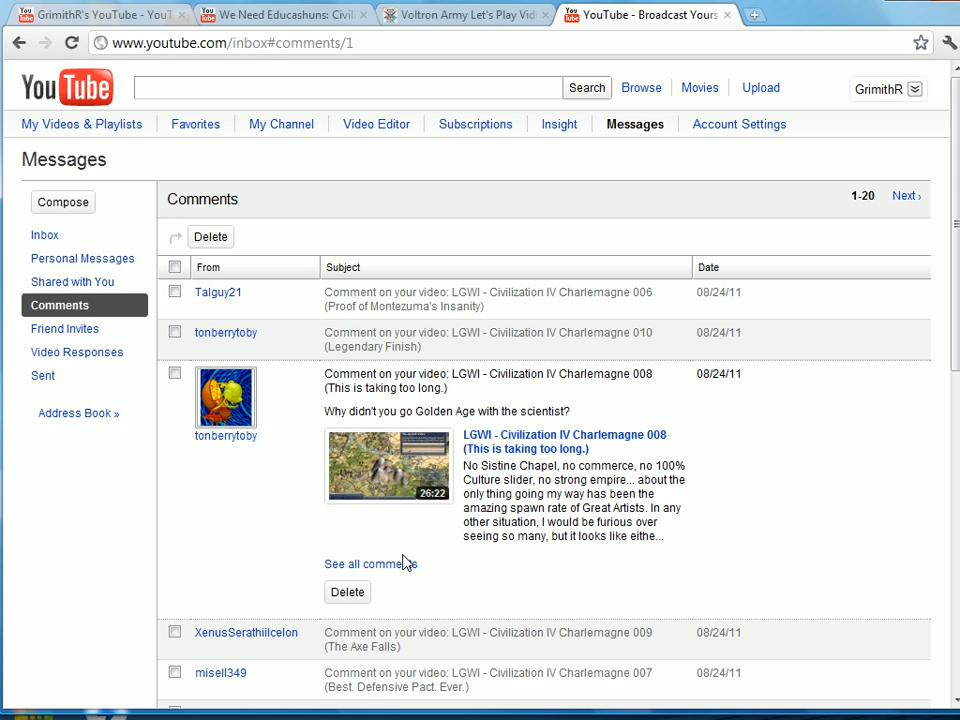 GrimithR's YouTube - YouT
We Need Educashuns: Civili
Voltron Army Let's Play Vid
YouTube - Broadcast Yours
www.youtube.com/inbox#comments/1
YouTube
Search
Browse
Movies
Upload
GrimithR
My Videos & Playlists
Favorites
My Channel
Video Editor
Subscriptions
Insight
Messages
Account Settings
Messages
Compose
Inbox
Personal Messages
Shared with You
Comments
Friend Invites
Video Responses
Sent
Address Book »
Comments
1-20
Next ›
Delete
From
Subject
Date
Talguy21
Comment on your video: LGWI - Civilization IV Charlemagne 006
(Proof of Montezuma's Insanity)
08/24/11
tonberrytoby
Comment on your video: LGWI - Civilization IV Charlemagne 010
(Legendary Finish)
08/24/11
tonberrytoby
Comment on your video: LGWI - Civilization IV Charlemagne 008
(This is taking too long.)
08/24/11
Why didn't you go Golden Age with the scientist?
26:22
LGWI - Civilization IV Charlemagne 008
(This is taking too long.)
No Sistine Chapel, no commerce, no 100%
Culture slider, no strong empire... about the
only thing going my way has been the
amazing spawn rate of Great Artists. In any
other situation, I would be furious over
seeing so many, but it looks like eithe...
See all comments
Delete
XenusSerathiilcelon
Comment on your video: LGWI - Civilization IV Charlemagne 009
(The Axe Falls)
08/24/11
misell349
Comment on your video: LGWI - Civilization IV Charlemagne 007
(Best. Defensive Pact. Ever.)
08/24/11